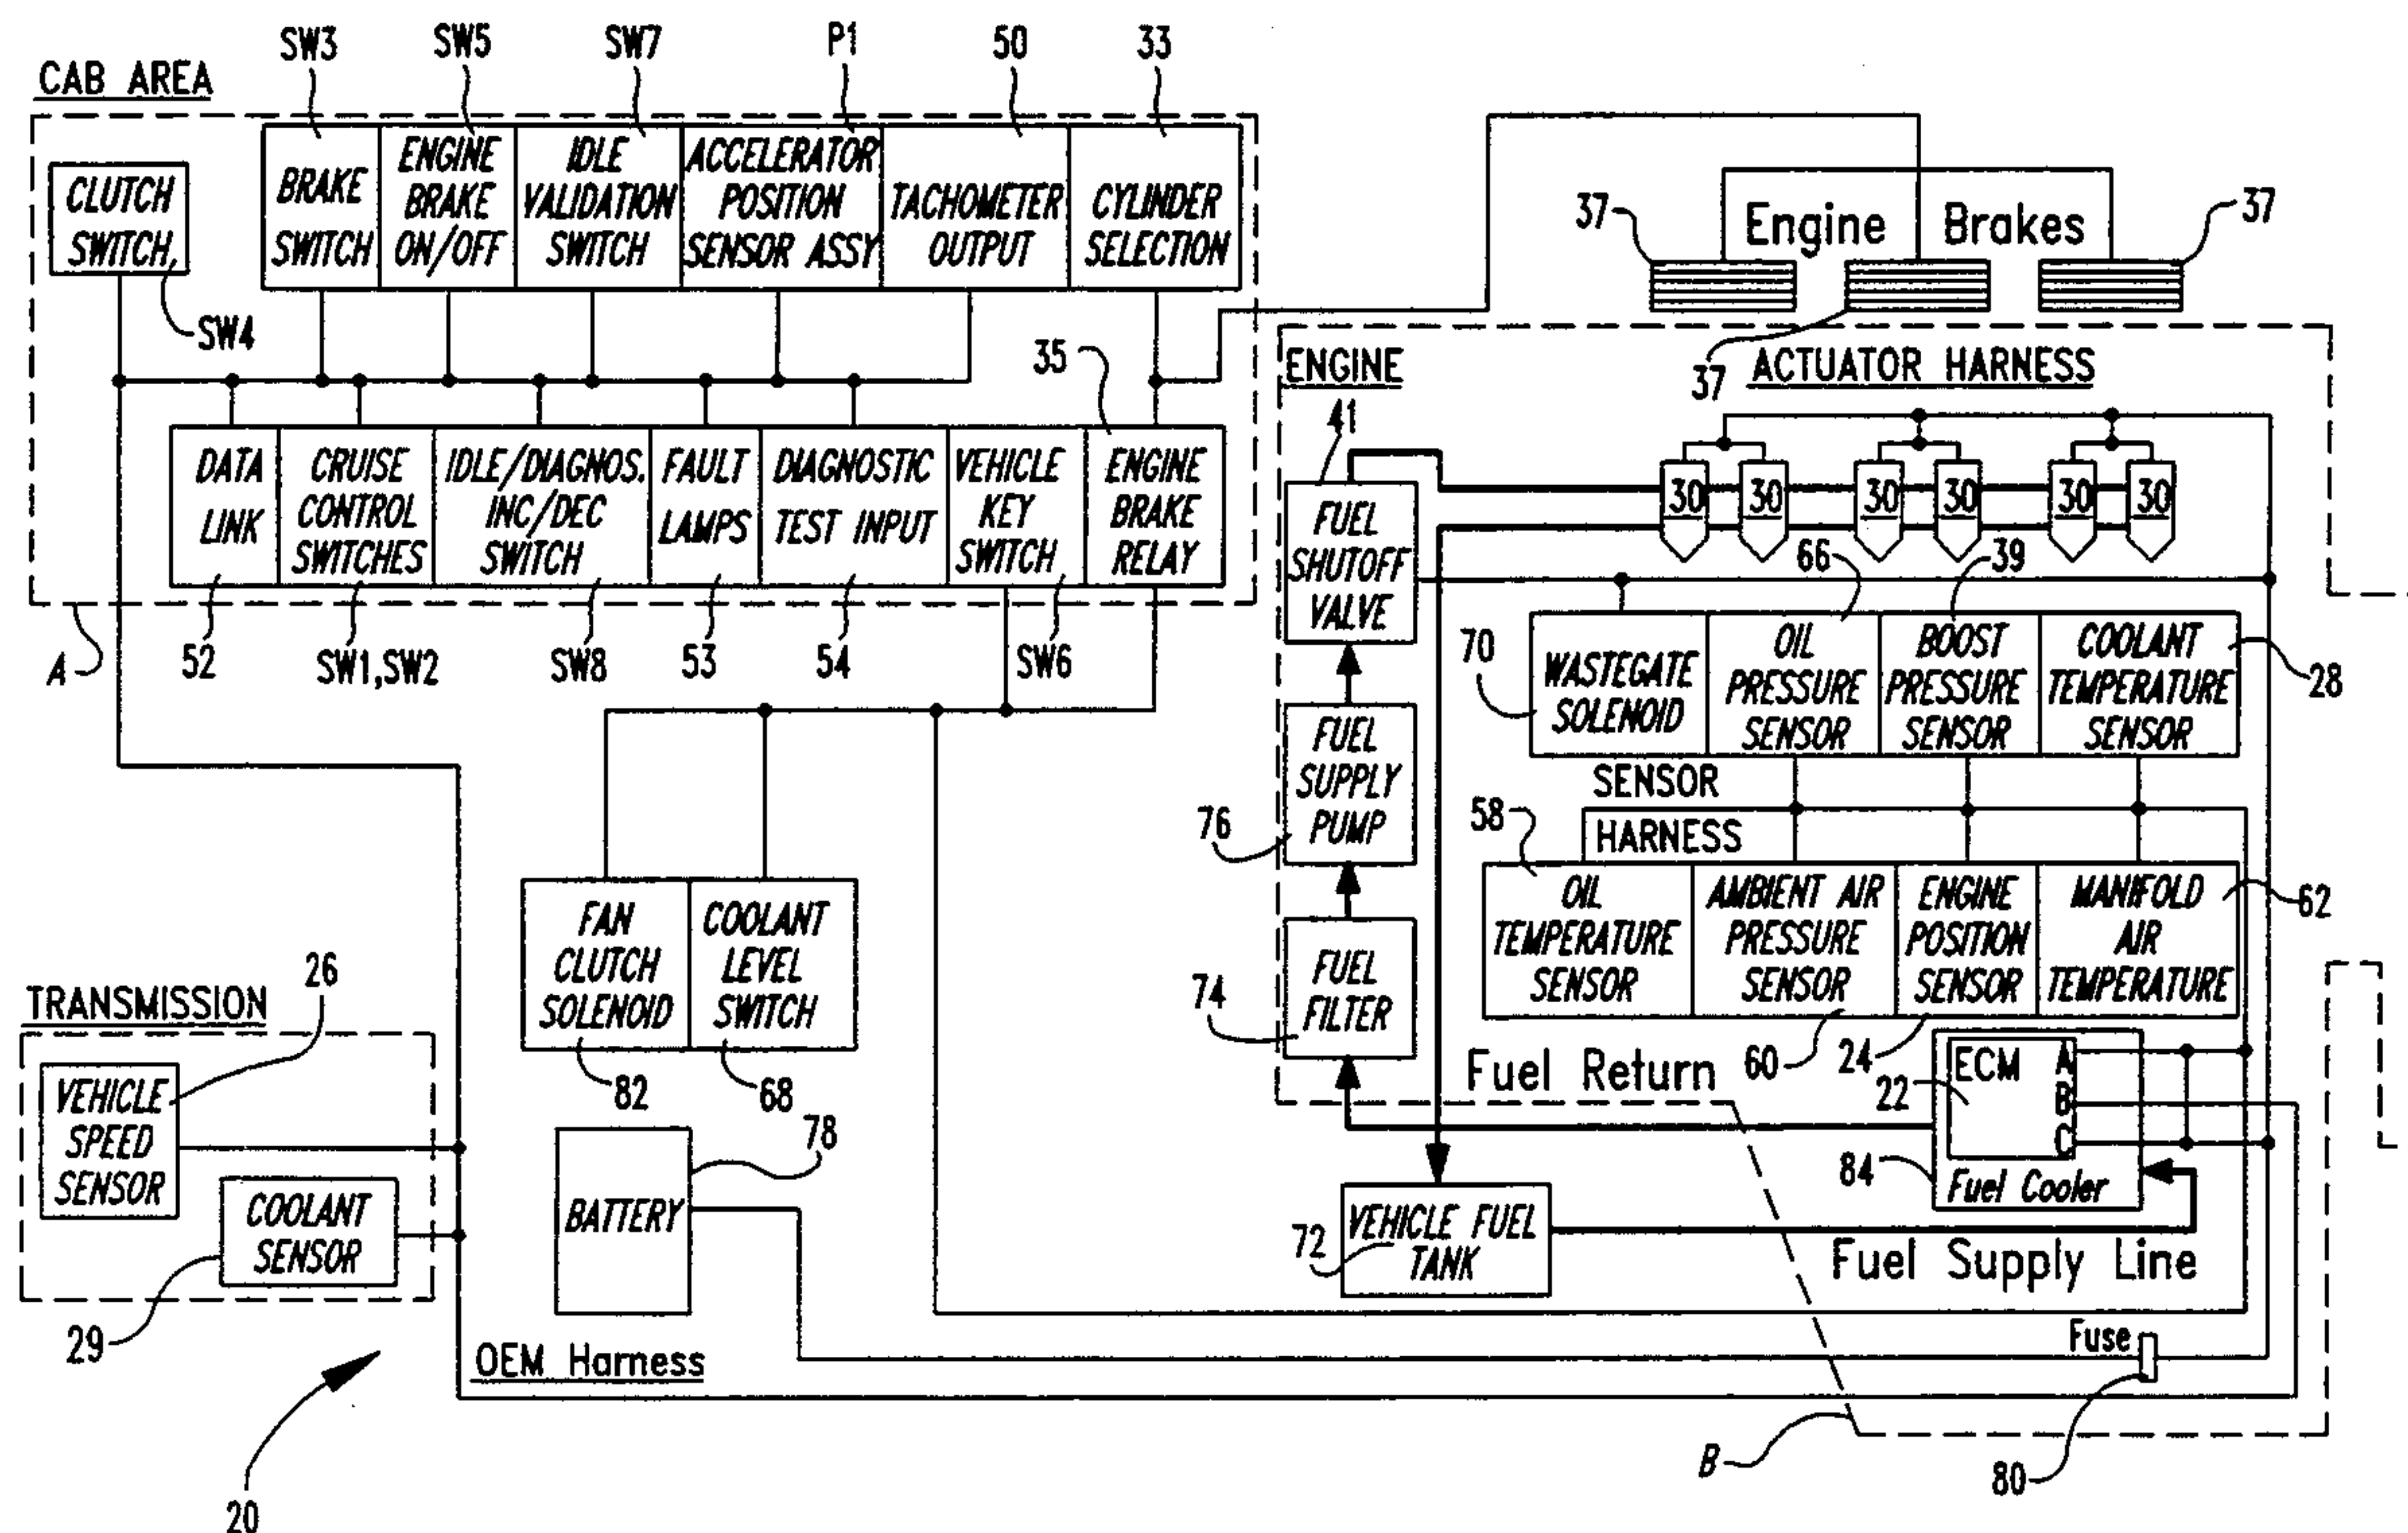 SW3
SW5
SW7
P1
50
33
CAB AREA
CLUTCH
SWITCH
SW4
BRAKE
SWITCH
ENGINE
BRAKE
ON/OFF
IDLE
VALIDATION
SWITCH
ACCELERATOR
POSITION
SENSOR ASSY
TACHOMETER
OUTPUT
CYLINDER
SELECTION
35
DATA
LINK
CRUISE
CONTROL
SWITCHES
IDLE/DIAGNOS.
INC/DEC
SWITCH
FAULT
LAMPS
DIAGNOSTIC
TEST INPUT
VEHICLE
KEY
SWITCH
ENGINE
BRAKE
RELAY
A
52
SW1,SW2
SW8
53
54
SW6
37
Engine Brakes
37
37
ENGINE
ACTUATOR HARNESS
41
30 30 30 30 30 30
FUEL
SHUTOFF
VALVE
66
39
70
WASTEGATE
SOLENOID
OIL
PRESSURE
SENSOR
BOOST
PRESSURE
SENSOR
COOLANT
TEMPERATURE
SENSOR
28
FUEL
SUPPLY
PUMP
76
SENSOR
HARNESS
58
OIL
TEMPERATURE
SENSOR
AMBIENT AIR
PRESSURE
SENSOR
ENGINE
POSITION
SENSOR
MANIFOLD
AIR
TEMPERATURE
62
FUEL
FILTER
74
60
24
Fuel Return
ECM
22
A
B
C
84
Fuel Cooler
FAN
CLUTCH
SOLENOID
COOLANT
LEVEL
SWITCH
82
68
TRANSMISSION
26
VEHICLE
SPEED
SENSOR
COOLANT
SENSOR
29
78
BATTERY
72
VEHICLE FUEL
TANK
Fuel Supply Line
OEM Harness
Fuse
80
B
20